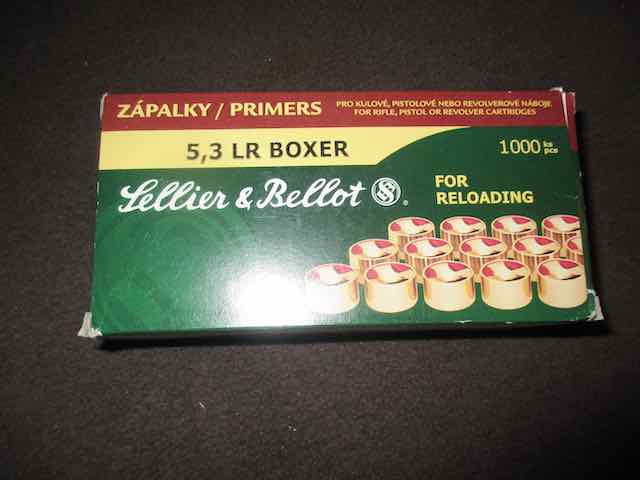 ZÁPALKY / PRIMERS
PRO KULOVÉ, PISTOLOVÉ NEBO REVOLVEROVÉ NÁBOJE
FOR RIFLE, PISTOL OR REVOLVER CARTRIDGES
5,3 LR BOXER
1000 ks
pcs
Sellier & Bellot
FOR
RELOADING